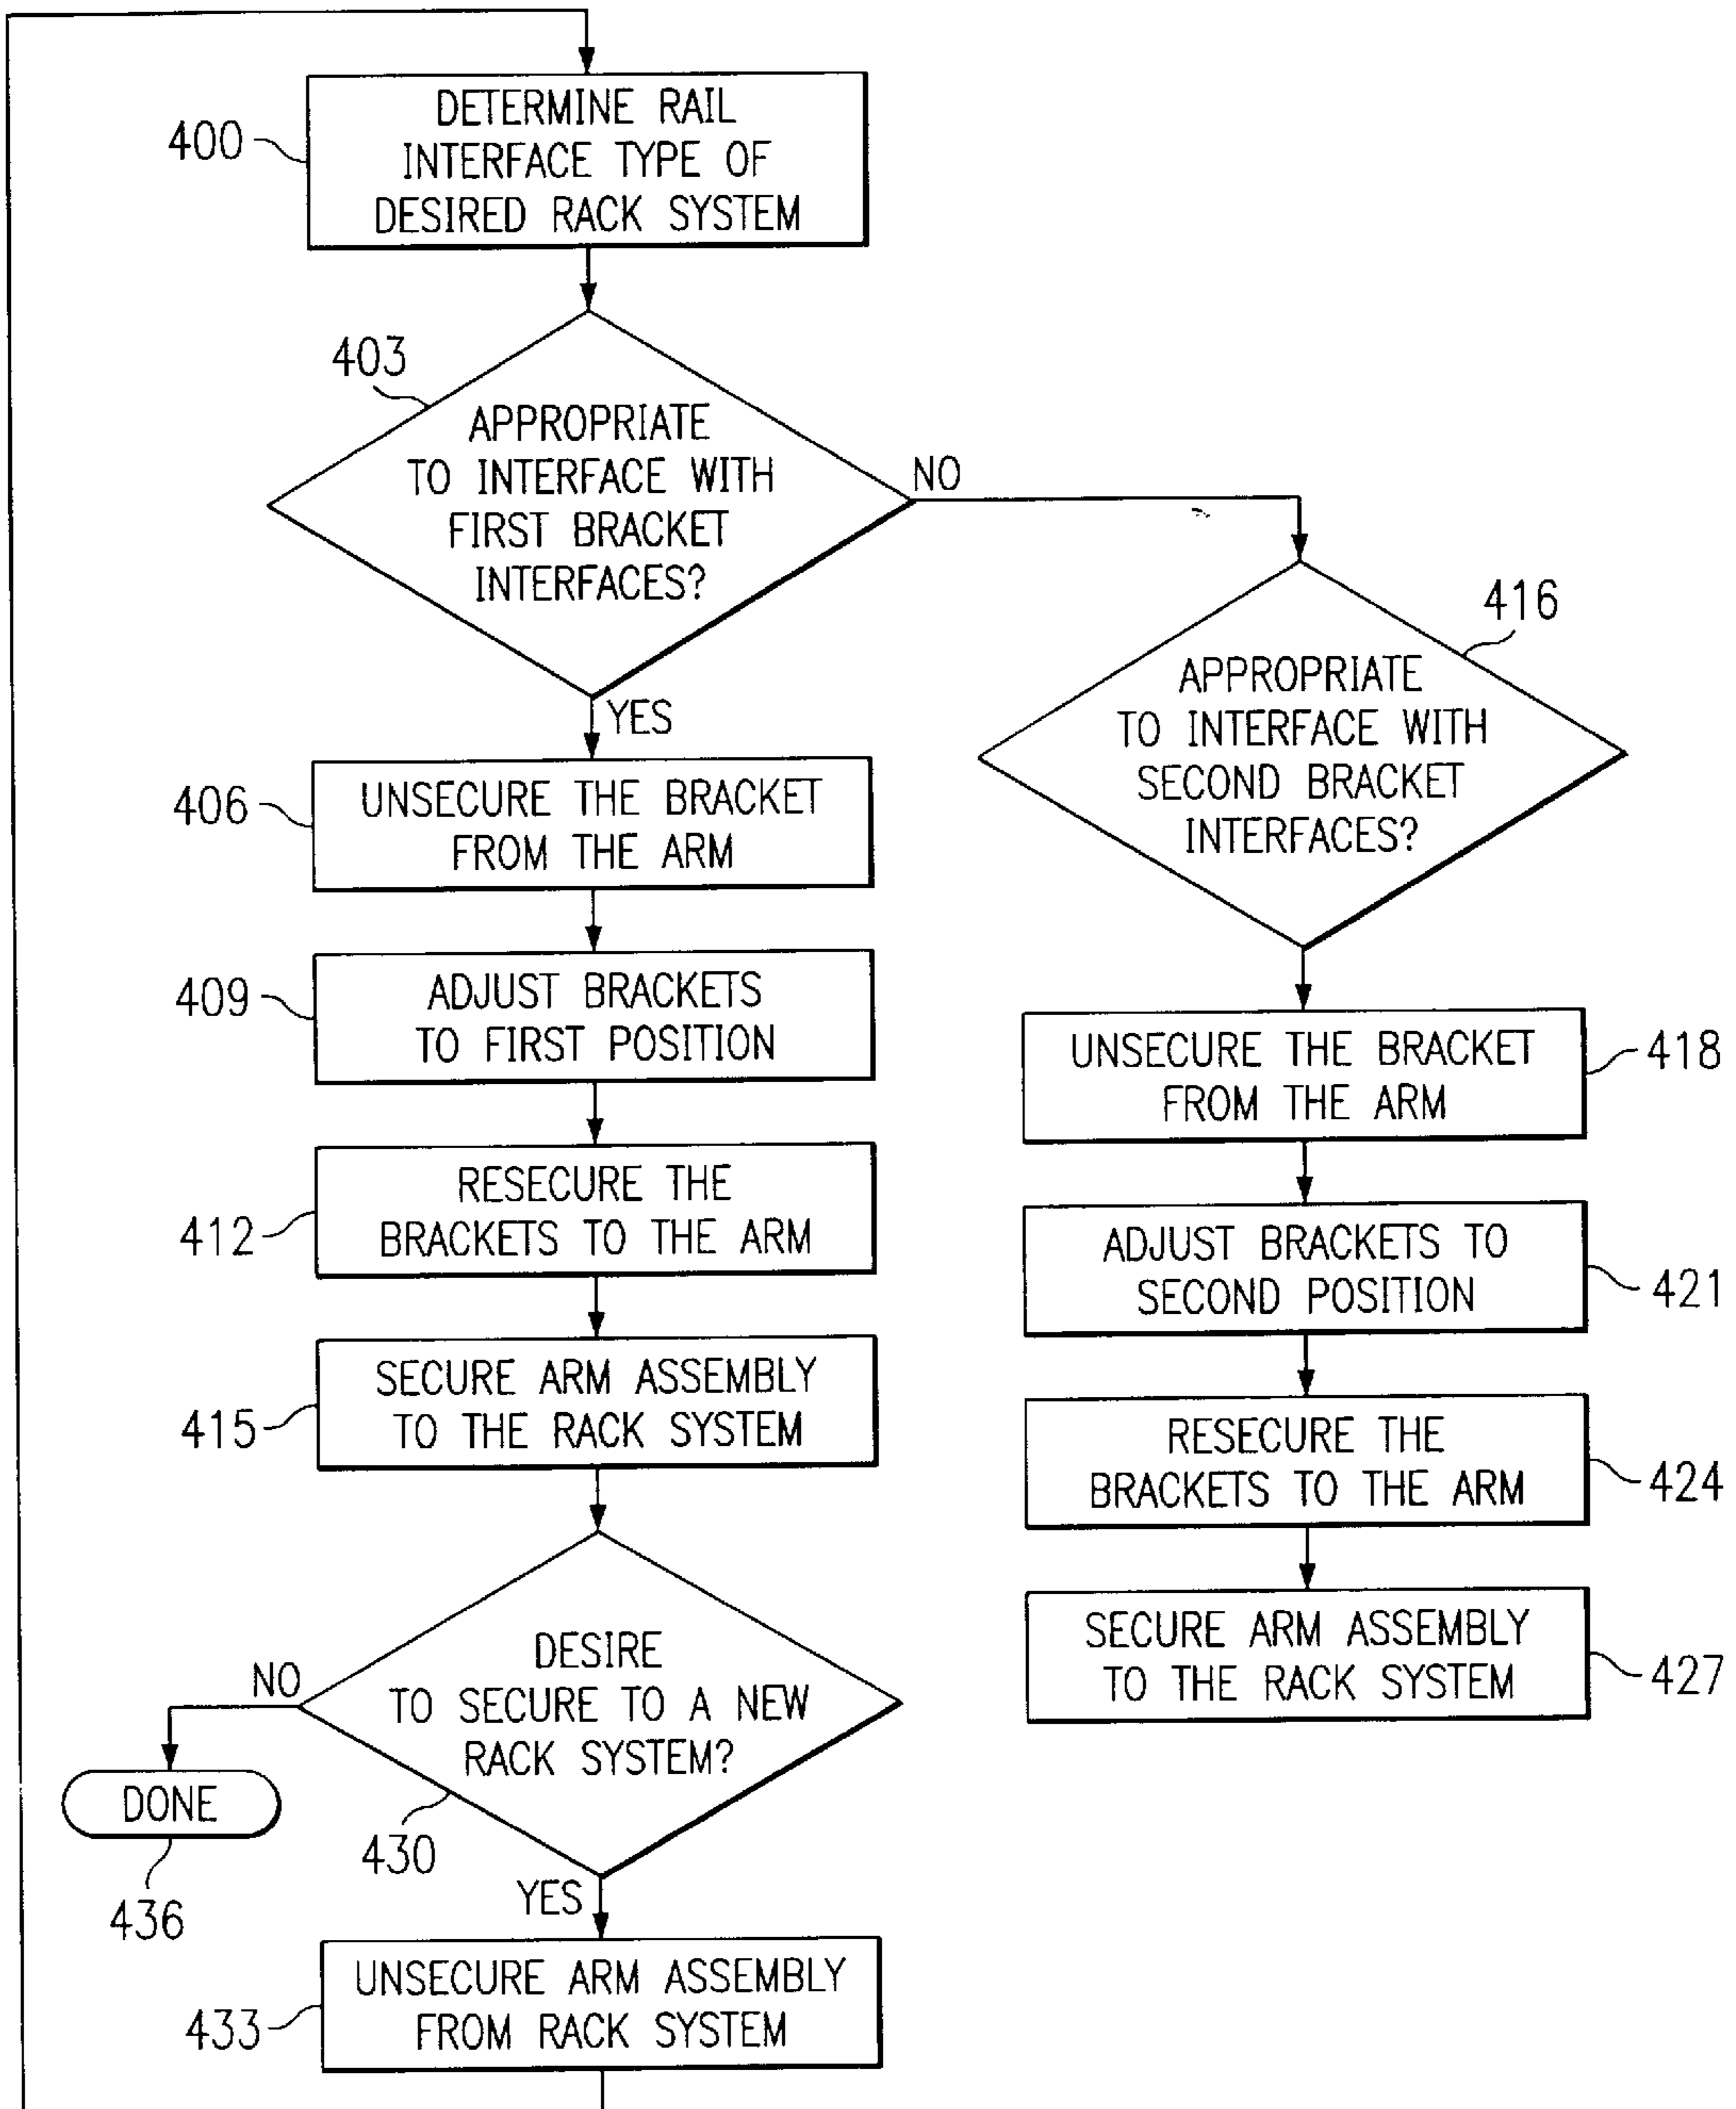 DETERMINE RAIL
INTERFACE TYPE OF
DESIRED RACK SYSTEM
400
403
APPROPRIATE
TO INTERFACE WITH
FIRST BRACKET
INTERFACES?
NO
YES
406
UNSECURE THE BRACKET
FROM THE ARM
409
ADJUST BRACKETS
TO FIRST POSITION
412
RESECURE THE
BRACKETS TO THE ARM
415
SECURE ARM ASSEMBLY
TO THE RACK SYSTEM
DESIRE
TO SECURE TO A NEW
RACK SYSTEM?
NO
DONE
436
430
YES
433
UNSECURE ARM ASSEMBLY
FROM RACK SYSTEM
416
APPROPRIATE
TO INTERFACE WITH
SECOND BRACKET
INTERFACES?
UNSECURE THE BRACKET
FROM THE ARM
418
ADJUST BRACKETS TO
SECOND POSITION
421
RESECURE THE
BRACKETS TO THE ARM
424
SECURE ARM ASSEMBLY
TO THE RACK SYSTEM
427